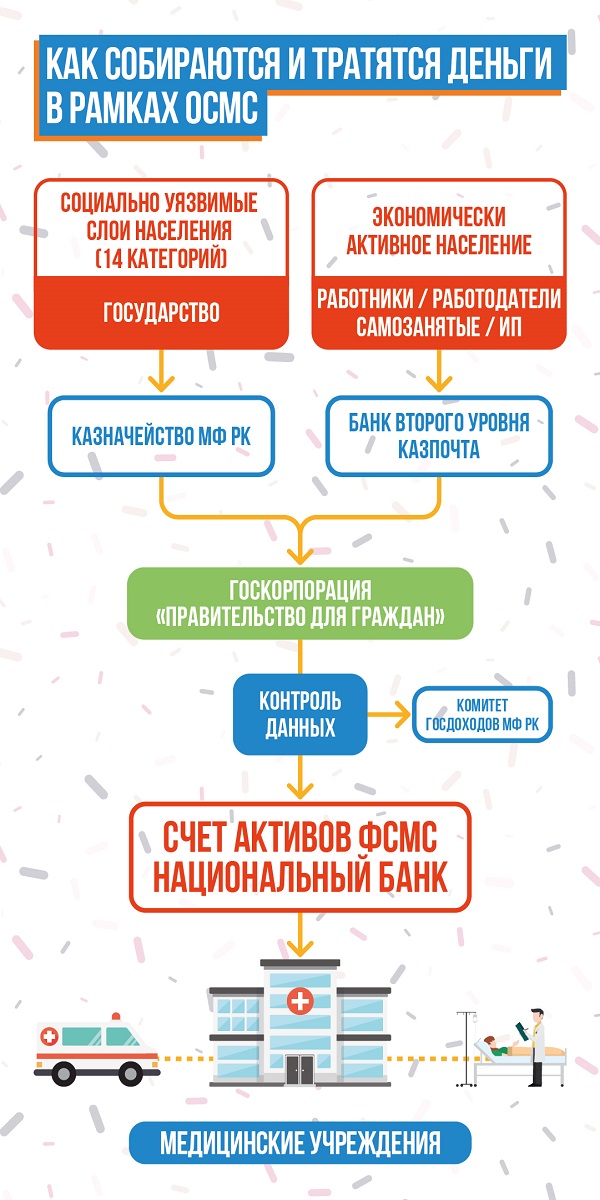 КАК СОБИРАЮТСЯ И ТРАТЯТСЯ ДЕНЬГИ
В РАМКАХ ОСМС
СОЦИАЛЬНО УЯЗВИМЫЕ
СЛОИ НАСЕЛЕНИЯ
(14 КАТЕГОРИЙ)
ГОСУДАРСТВО
ЭКОНОМИЧЕСКИ
АКТИВНОЕ НАСЕЛЕНИЕ
РАБОТНИКИ / РАБОТОДАТЕЛИ
САМОЗАНЯТЫЕ / ИП
КАЗНАЧЕЙСТВО МФ РК
БАНК ВТОРОГО УРОВНЯ
КАЗПОЧТА
ГОСКОРПОРАЦИЯ
«ПРАВИТЕЛЬСТВО ДЛЯ ГРАЖДАН»
КОНТРОЛЬ
ДАННЫХ
КОМИТЕТ
ГОСДОХОДОВ МФ РК
СЧЕТ АКТИВОВ ФСМС
НАЦИОНАЛЬНЫЙ БАНК
МЕДИЦИНСКИЕ УЧРЕЖДЕНИЯ